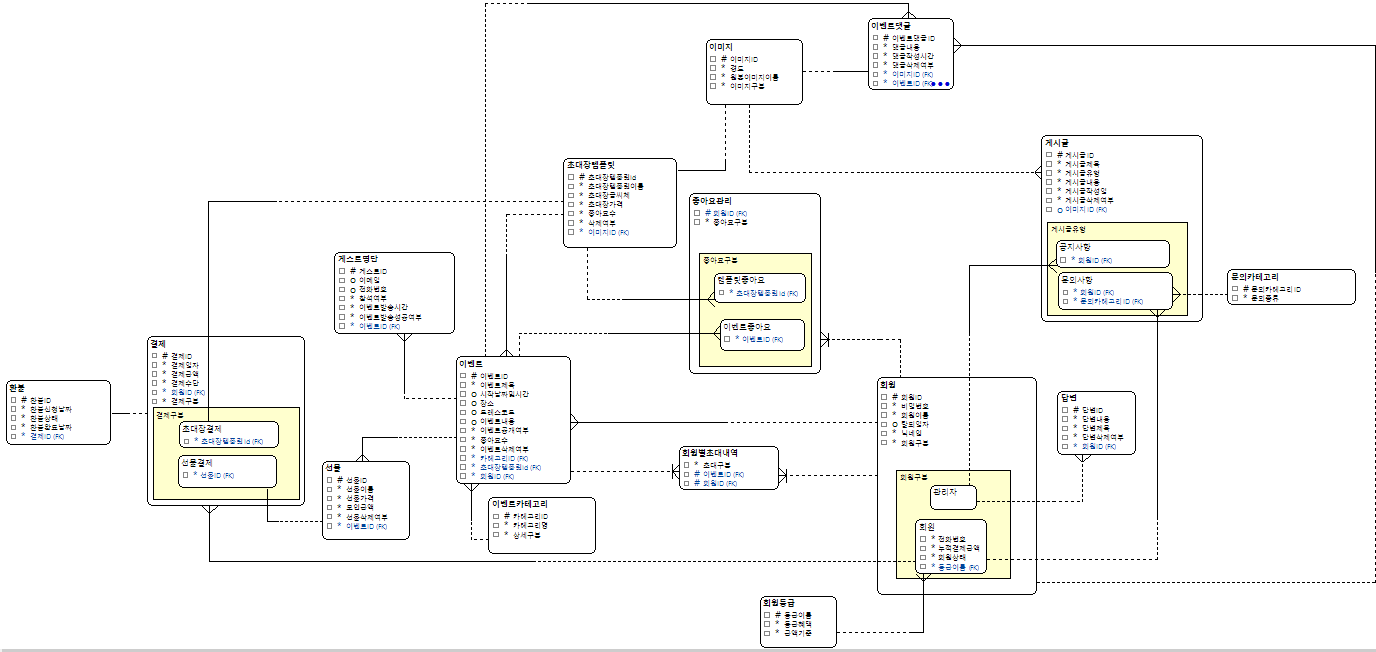 이벤트댓글
# 이벤트댓글ID
* 댓글내용
* 댓글작성시간
* 댓글삭제여부
* 이미지ID (FK)
* 이벤트ID (FK)
이미지
# 이미지ID
* 경로
* 원본이미지이름
* 이미지구분
게시글
# 게시글ID
* 게시글제목
* 게시글유형
* 게시글내용
* 게시글작성일
* 게시글삭제여부
o 이미지ID (FK)
게시글유형
공지사항
* 회원ID (FK)
문의사항
* 회원ID (FK)
* 문의카테고리ID (FK)
문의카테고리
# 문의카테고리ID
* 문의종류
초대장템플릿
# 초대장템플릿id
* 초대장템플릿이름
* 초대장글씨체
* 초대장가격
* 좋아요수
* 삭제여부
* 이미지ID (FK)
좋아요관리
# 회원ID (FK)
* 좋아요구분
좋아요구분
템플릿좋아요
* 초대장템플릿id (FK)
이벤트좋아요
* 이벤트ID (FK)
게스트명단
# 게스트ID
o 이메일
o 전화번호
* 참석여부
* 이벤트발송시간
* 이벤트발송성공여부
* 이벤트ID (FK)
결제
# 결제ID
* 결제일자
* 결제금액
* 결제수단
* 회원ID (FK)
* 결제구분
결제구분
초대장결제
* 초대장템플릿id (FK)
선물결제
* 선물ID (FK)
환불
# 환불ID
* 환불신청날짜
* 환불상태
* 환불완료날짜
* 결제ID (FK)
이벤트
# 이벤트ID
* 이벤트제목
o 시작날짜및시간
o 장소
o 드레스코드
o 이벤트내용
* 이벤트공개여부
* 좋아요수
* 이벤트삭제여부
* 카테고리ID (FK)
* 초대장템플릿id (FK)
* 회원ID (FK)
선물
# 선물ID
* 선물이름
* 선물가격
* 모인금액
* 선물삭제여부
* 이벤트ID (FK)
이벤트카테고리
# 카테고리ID
* 카테고리명
* 상세구분
회원별초대내역
* 초대구분
# 이벤트ID (FK)
# 회원ID (FK)
회원
# 회원ID
* 비밀번호
* 회원이름
o 탈퇴일자
* 닉네임
* 회원구분
회원구분
관리자
회원
* 전화번호
* 누적결제금액
* 회원상태
* 등급이름 (FK)
답변
# 답변ID
* 답변내용
* 답변제목
* 답변삭제여부
* 회원ID (FK)
회원등급
# 등급이름
* 등급혜택
* 금액기준